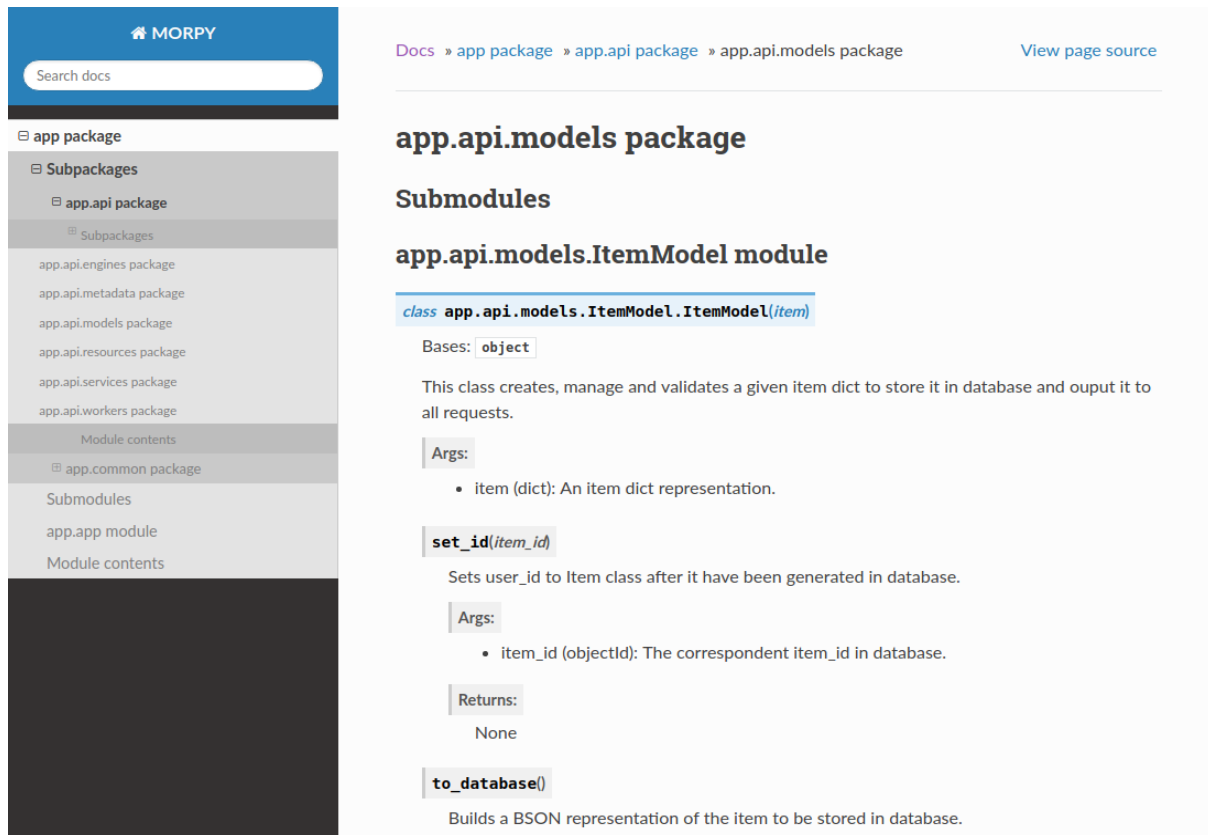 MORPY
Search docs
app package
Subpackages
app.api package
Subpackages
app.api.engines package
app.api.metadata package
app.api.models package
app.api.resources package
app.api.services package
app.api.workers package
Module contents
app.common package
Submodules
app.app module
Module contents
Docs » app package » app.api package » app.api.models package View page source
app.api.models package
Submodules
app.api.models.ItemModel module
class app.api.models.ItemModel.ItemModel(item)
Bases: object
This class creates, manage and validates a given item dict to store it in database and ouput it to
all requests.
Args:
• item (dict): An item dict representation.
set_id(item_id)
Sets user_id to Item class after it have been generated in database.
Args:
• item_id (objectId): The correspondent item_id in database.
Returns:
None
to_database()
Builds a BSON representation of the item to be stored in database.